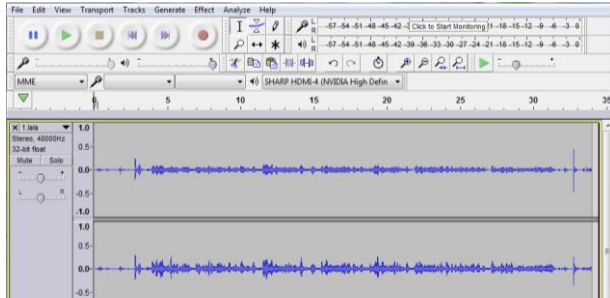 File Edit View Transport Tracks Generate Effect Analyze Help
L R -57 -54 -51 -48 -45 -42 -3 Click to Start Monitoring -18 -15 -12 -9 -6 -3 0
L R -57 -54 -51 -48 -45 -42 -39 -36 -33 -30 -27 -24 -21 -18 -15 -12 -9 -6 -3 0
MME SHARP HDMI-4 (NVIDIA High Defin
0 5 10 15 20 25 30 35
X 1.lala 1.0
Stereo, 48000Hz
32-bit float 0.5
Mute Solo
- + 0.0
L R -0.5
-1.0
1.0
0.5
0.0
-0.5